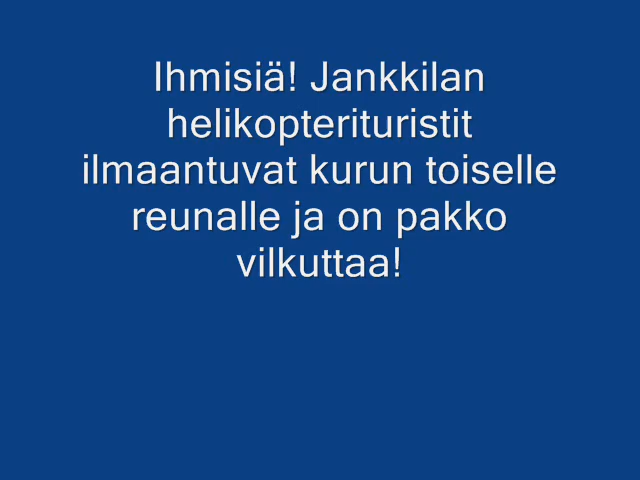 Ihmisiä! Jankkilan
helikopterituristit
ilmaantuvat kurun toiselle
reunalle ja on pakko
vilkuttaa!